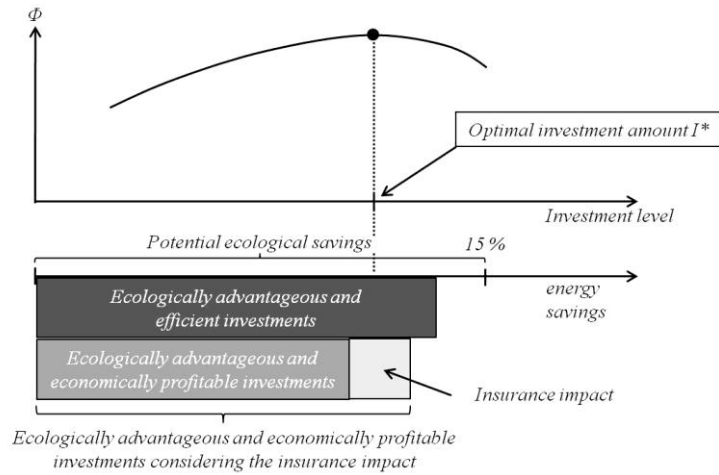 Φ
Optimal investment amount I*
Investment level
Potential ecological savings
15 %
Ecologically advantageous and
efficient investments
energy
savings
Ecologically advantageous and
economically profitable investments
Insurance impact
Ecologically advantageous and economically profitable
investments considering the insurance impact